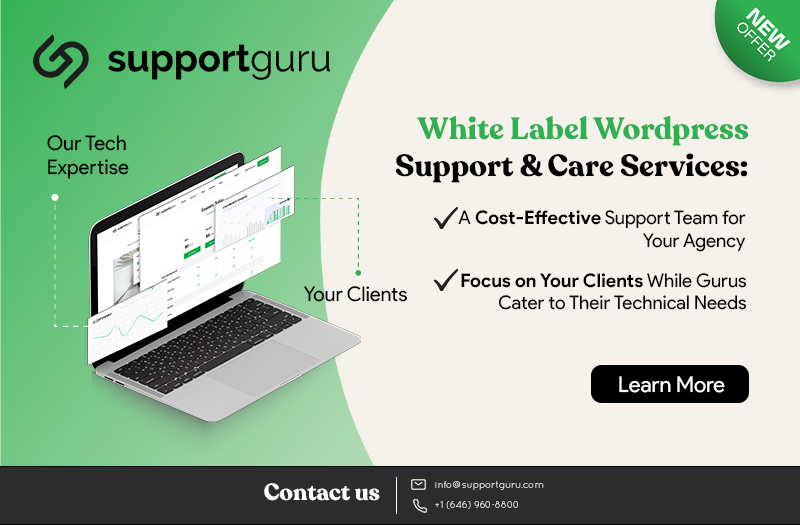 supportguru
NEW
OFFER
Our Tech
Expertise
Your Clients
White Label Wordpress
Support & Care Services:
A Cost-Effective Support Team for
Your Agency
Focus on Your Clients While Gurus
Cater to Their Technical Needs
Learn More
Contact us
info@supportguru.com
+1 (646) 960-8800